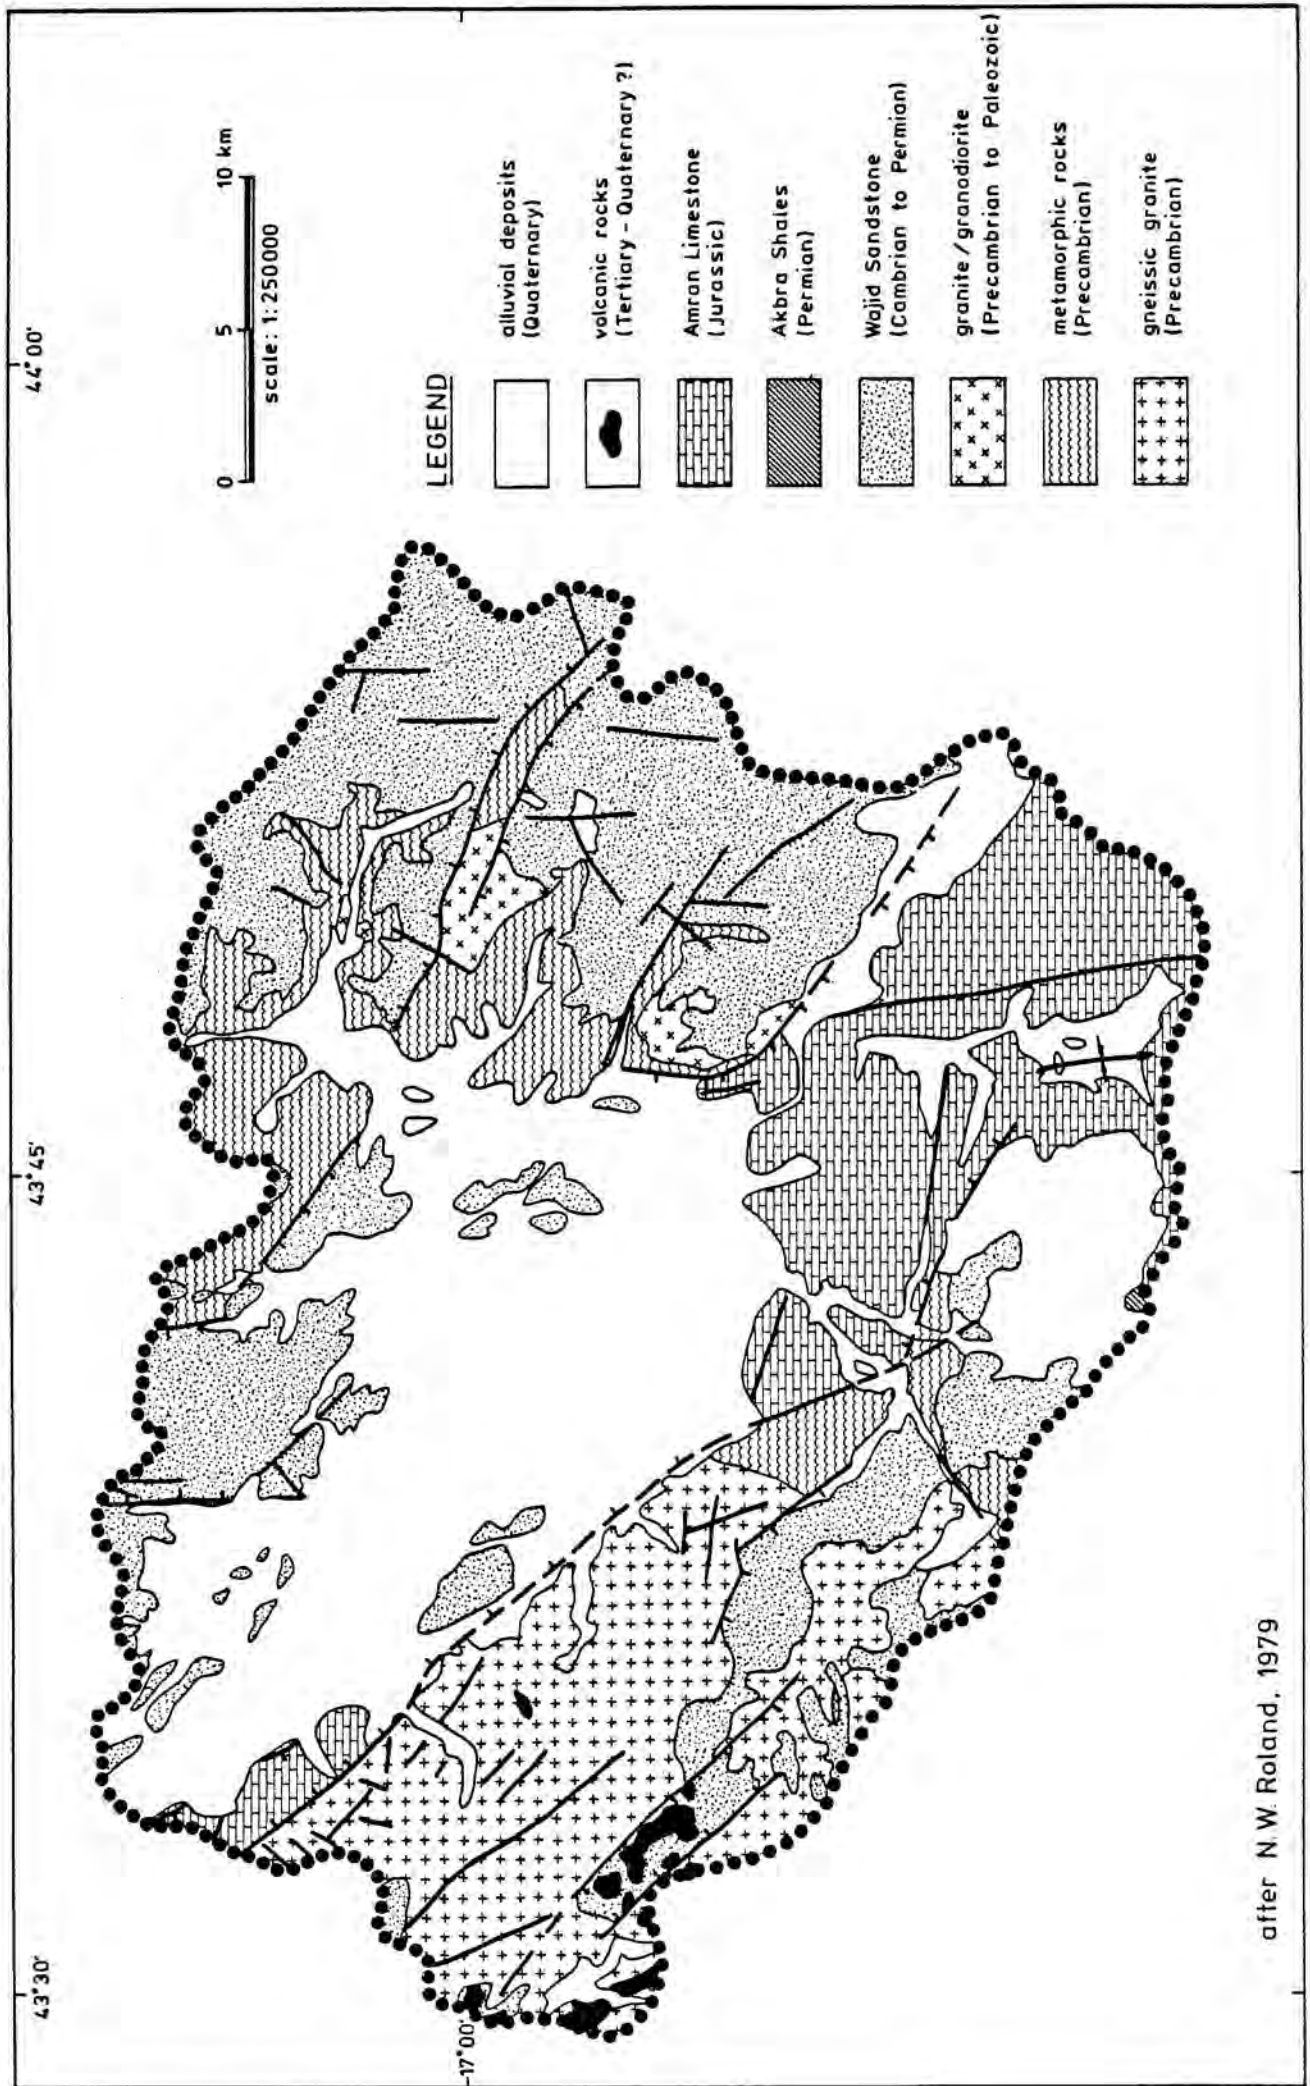 43°30'
43°45'
44°00'
17°00'
0 5 10 km
scale: 1:250000
LEGEND
alluvial deposits
(Quaternary)
volcanic rocks
(Tertiary - Quaternary ?)
Amran Limestone
(Jurassic)
Akbra Shales
(Permian)
Wajid Sandstone
(Cambrian to Permian)
granite/granodiorite
(Precambrian to Paleozoic)
metamorphic rocks
(Precambrian)
gneissic granite
(Precambrian)
after N.W. Roland, 1979